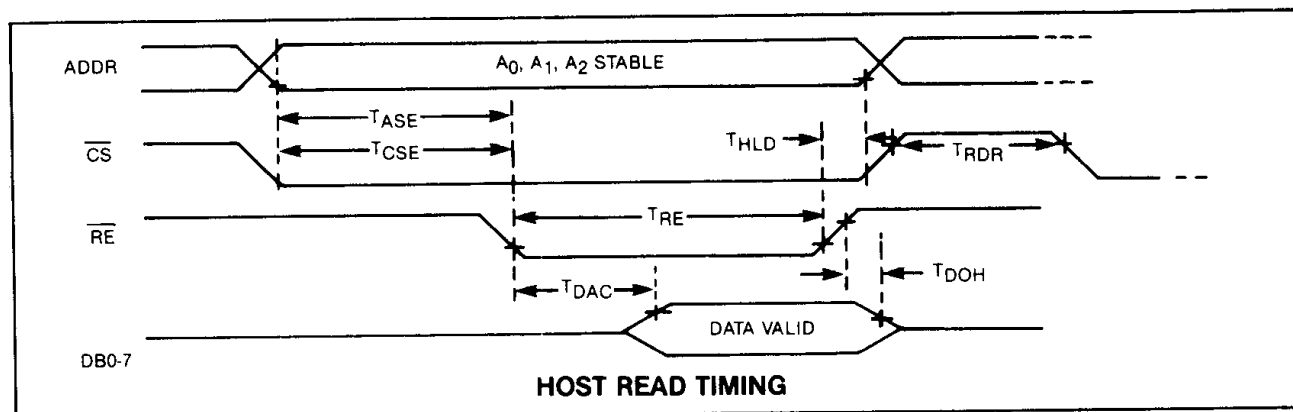 ADDR
A0, A1, A2 STABLE
TASE
CS
TCSE
THLD
TRDR
RE
TRE
TDAC
TDOH
DATA VALID
DB0-7
HOST READ TIMING